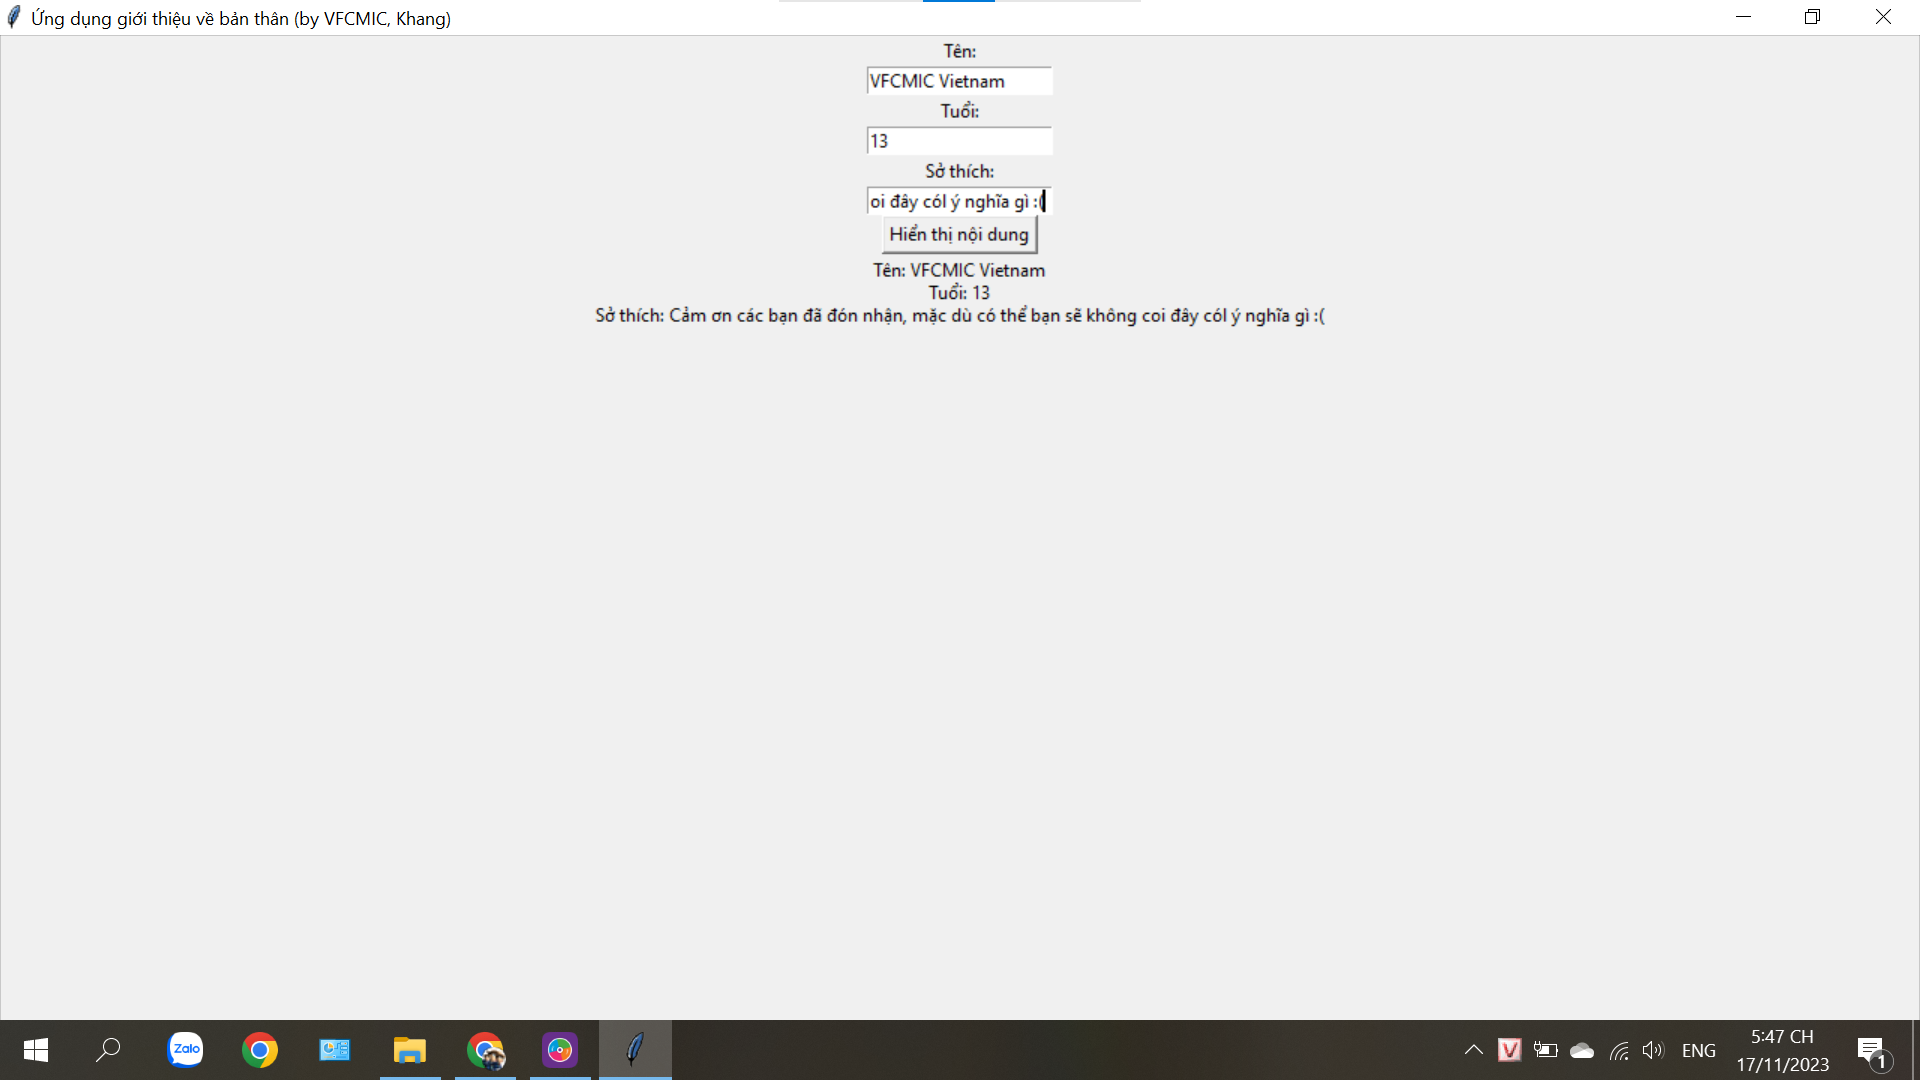 Ứng dụng giới thiệu về bản thân (by VFCMIC, Khang)
Tên:
VFCMIC Vietnam
Tuổi:
13
Sở thích:
oi đây cól ý nghĩa gì :(
Hiển thị nội dung
Tên: VFCMIC Vietnam
Tuổi: 13
Sở thích: Cảm ơn các bạn đã đón nhận, mặc dù có thể bạn sẽ không coi đây cól ý nghĩa gì :(
Zalo
V
ENG
5:47 CH
17/11/2023
1